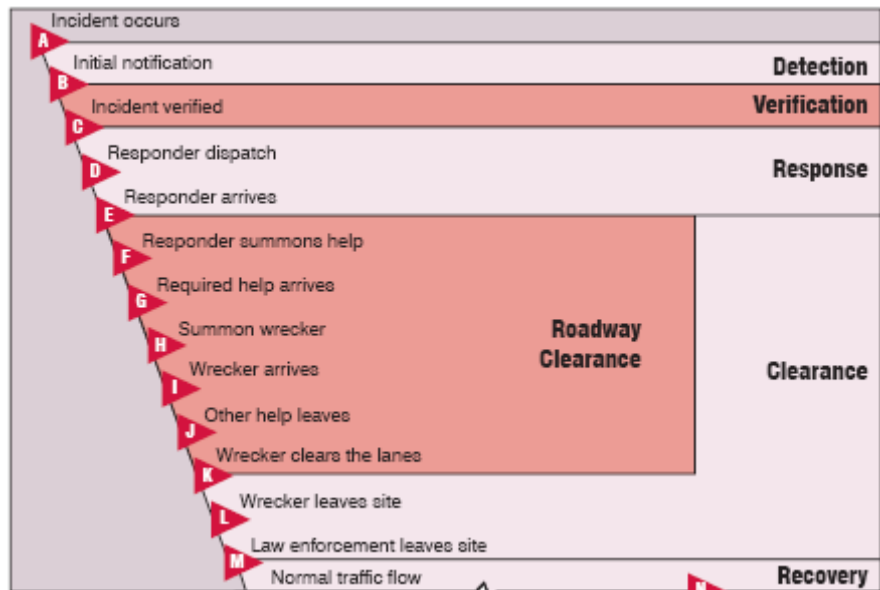 Incident occurs
A
Initial notification
Detection
B
Incident verified
Verification
C
Responder dispatch
Response
D
Responder arrives
E
Responder summons help
F
Required help arrives
G
Summon wrecker
Roadway
Clearance
H
Wrecker arrives
Clearance
I
Other help leaves
J
Wrecker clears the lanes
K
Wrecker leaves site
L
Law enforcement leaves site
M
Normal traffic flow
Recovery